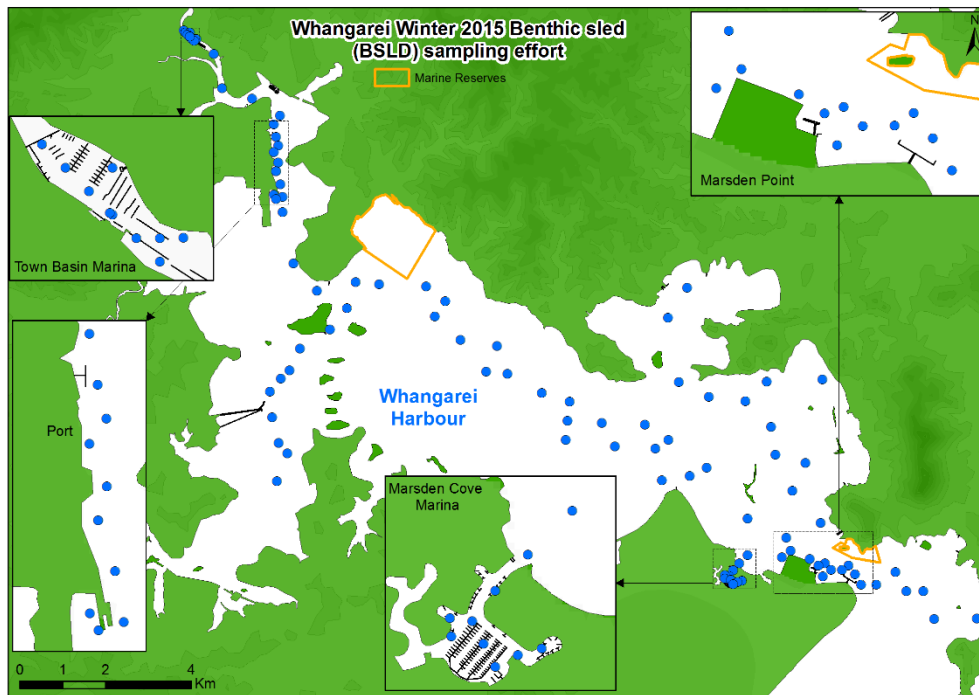 Whangarei Winter 2015 Benthic sled
(BSLD) sampling effort
Marine Reserves
N
Marsden Point
Town Basin Marina
Port
Whangarei
Harbour
Marsden Cove
Marina
0 1 2 4
Km